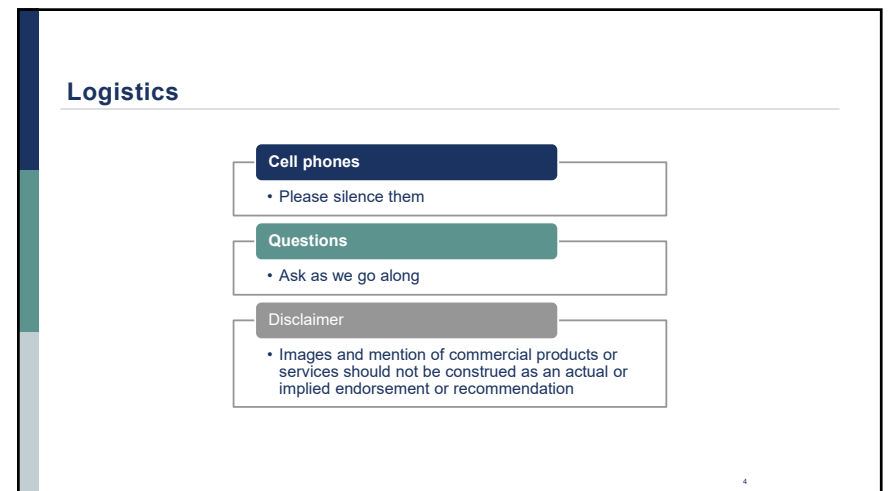 Logistics
Cell phones
• Please silence them
Questions
• Ask as we go along
Disclaimer
• Images and mention of commercial products or
services should not be construed as an actual or
implied endorsement or recommendation
4